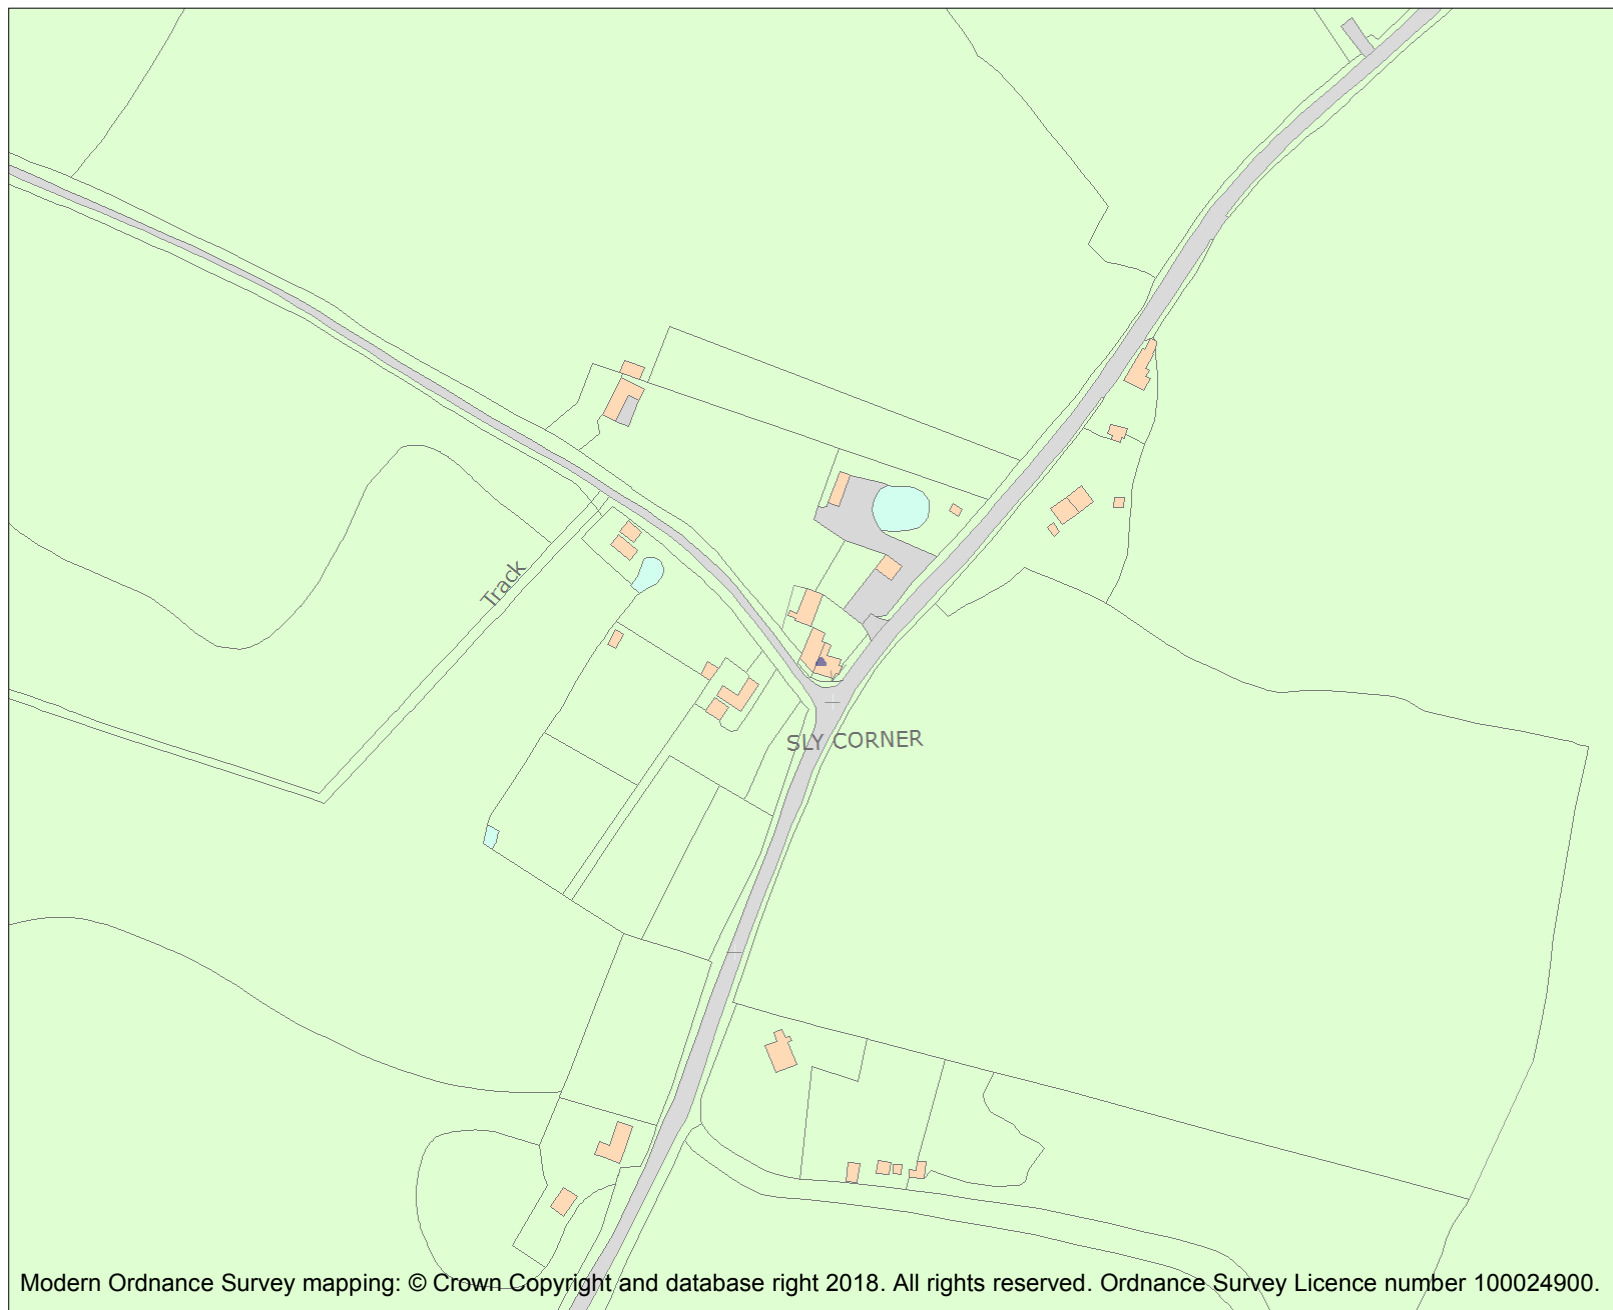 Track
SLY CORNER
Modern Ordnance Survey mapping: © Crown Copyright and database right 2018. All rights reserved. Ordnance Survey Licence number 100024900.